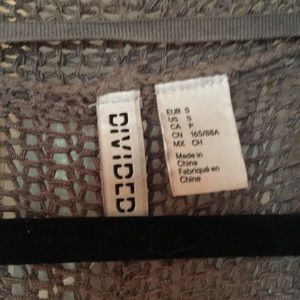 DIVIDED
EUR S
US S
CA P
CN 165/88A
MX CH
Made in
China
Fabriqué en
Chine